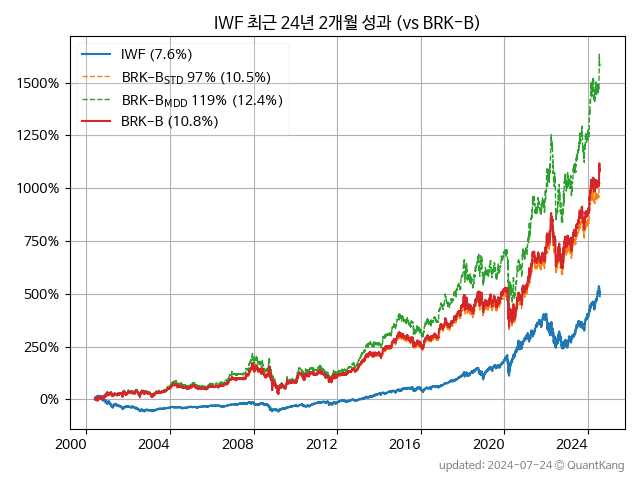 IWF 최근 24년 2개월 성과 (vs BRK-B)
IWF (7.6%)
BRK-BSTD 97% (10.5%)
BRK-BMDD 119% (12.4%)
BRK-B (10.8%)
1500%
1250%
1000%
750%
500%
250%
0%
2000 2004 2008 2012 2016 2020 2024
updated: 2024-07-24 © QuantKang